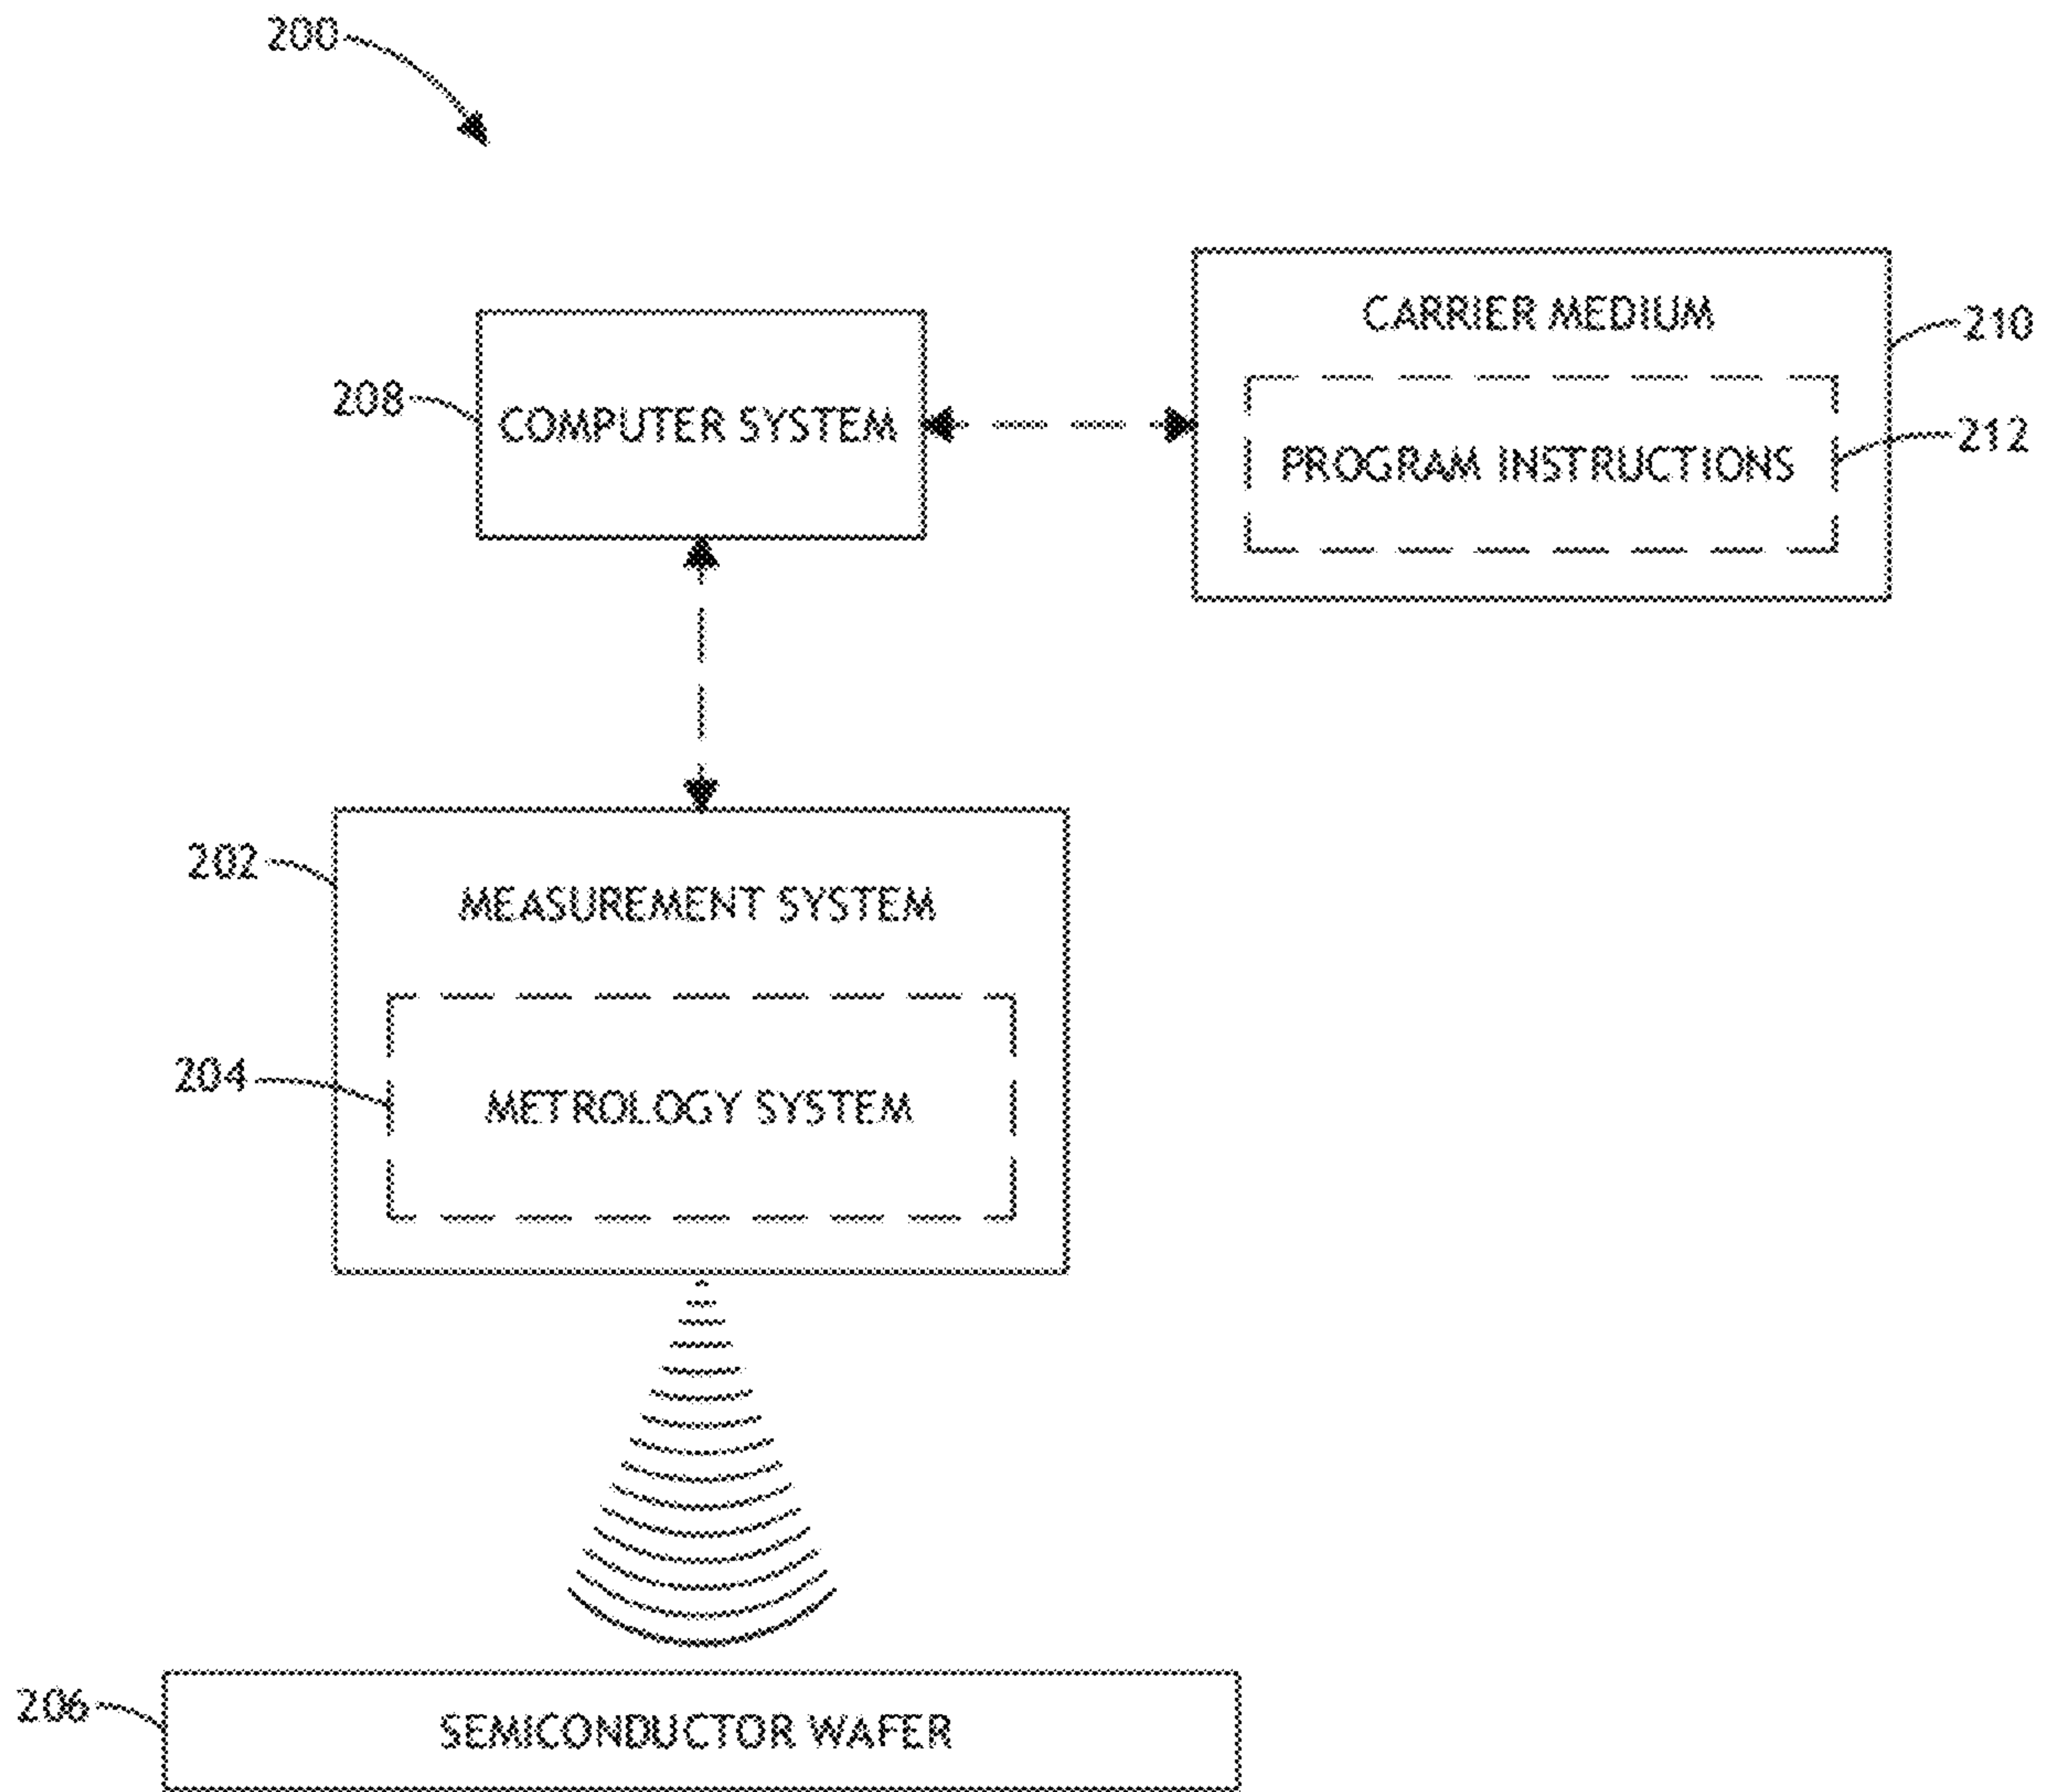 200
CARRIER MEDIUM
210
208
COMPUTER SYSTEM
212
PROGRAM INSTRUCTIONS
202
MEASUREMENT SYSTEM
204
METROLOGY SYSTEM
206
SEMICONDUCTOR WAFER